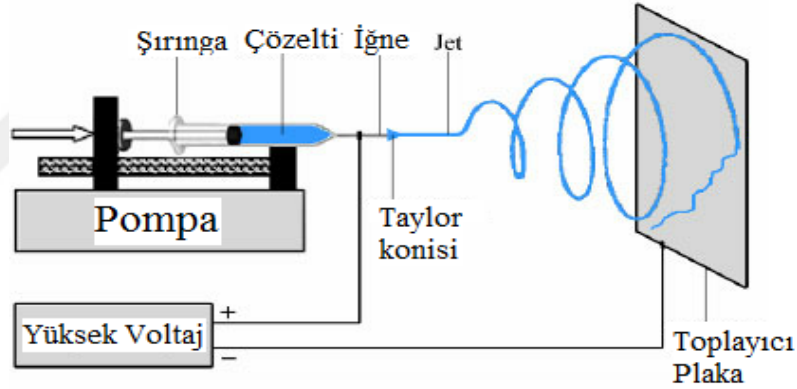 Şırınga Çözelti İğne Jet
Pompa
Taylor
konisi
+
Yüksek Voltaj
−
Toplayıcı
Plaka